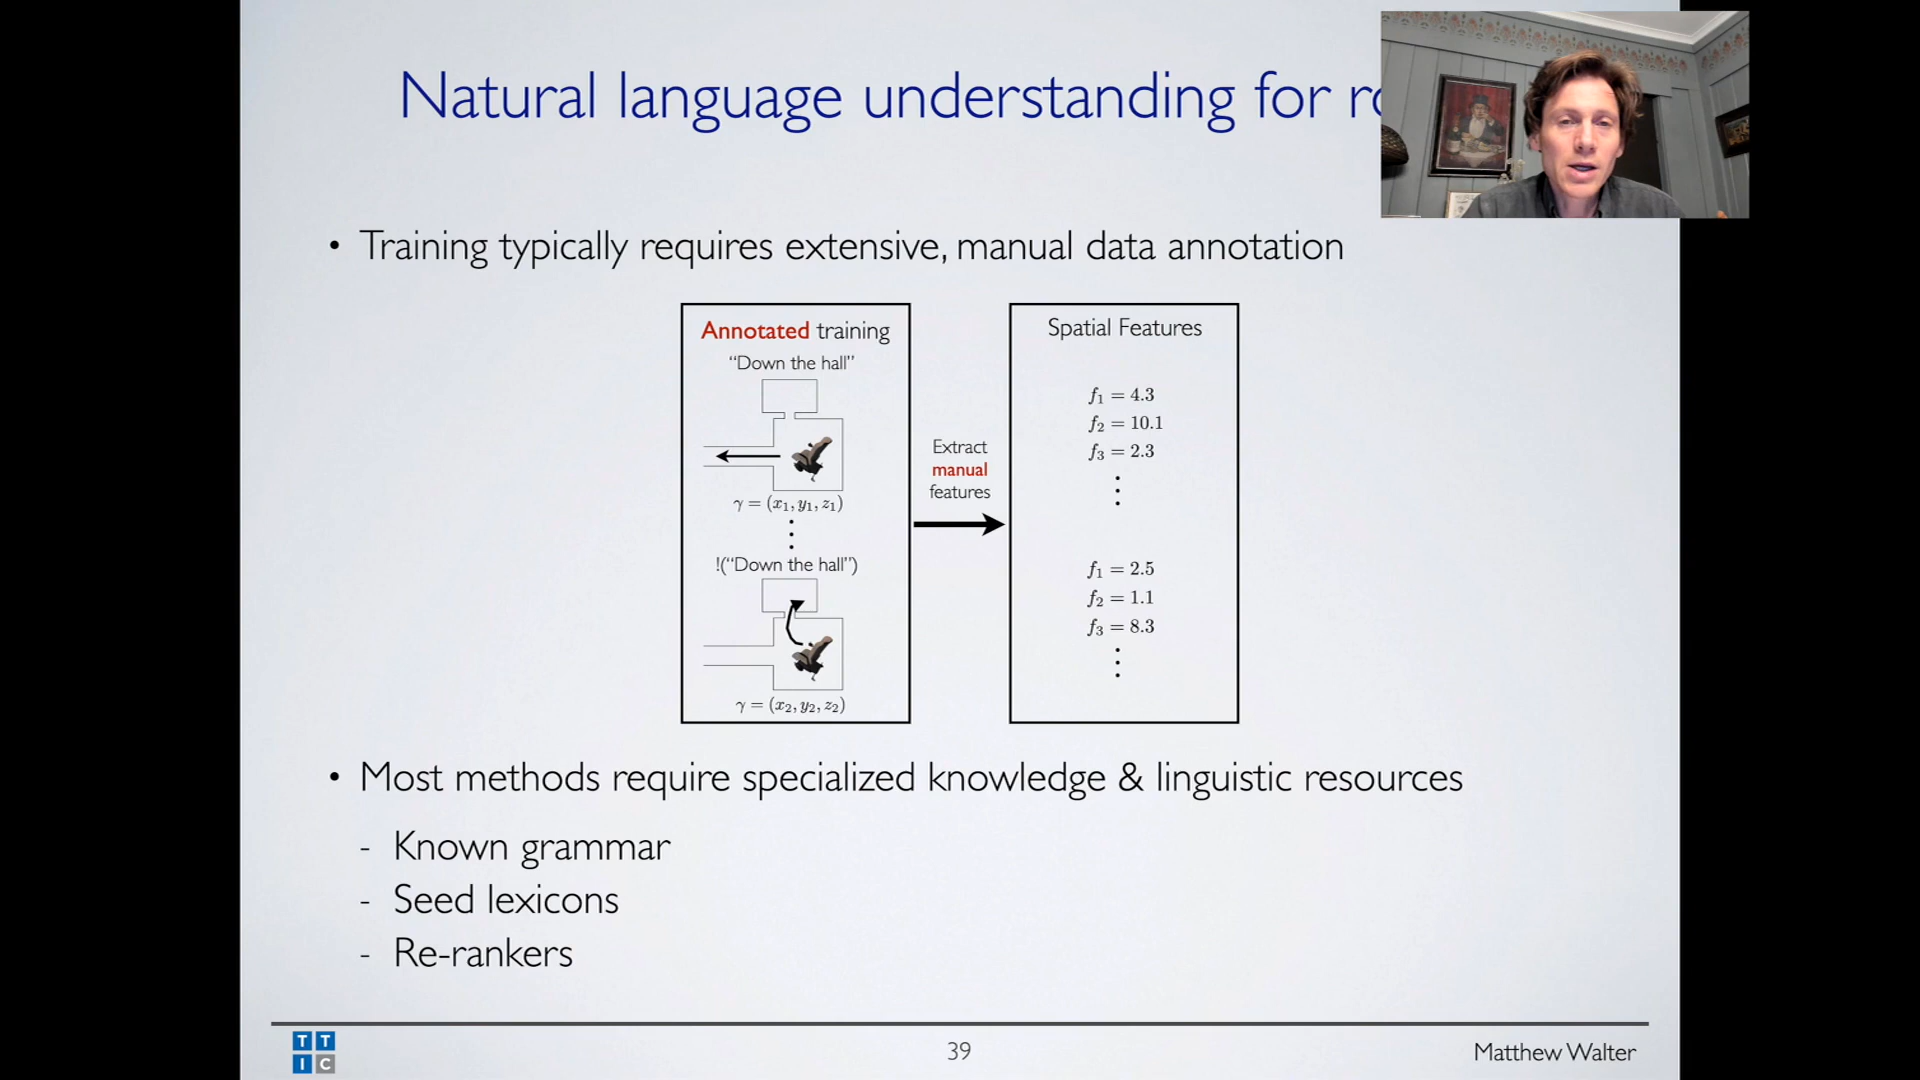 Natural language understanding for ro
• Training typically requires extensive, manual data annotation
Annotated training
“Down the hall”
γ = (x₁, y₁, z₁)
⋮
!(“Down the hall”)
γ = (x₂, y₂, z₂)
Extract
manual
features
Spatial Features
f₁ = 4.3
f₂ = 10.1
f₃ = 2.3
⋮
f₁ = 2.5
f₂ = 1.1
f₃ = 8.3
⋮
• Most methods require specialized knowledge & linguistic resources
- Known grammar
- Seed lexicons
- Re-rankers
TT
IC
39
Matthew Walter